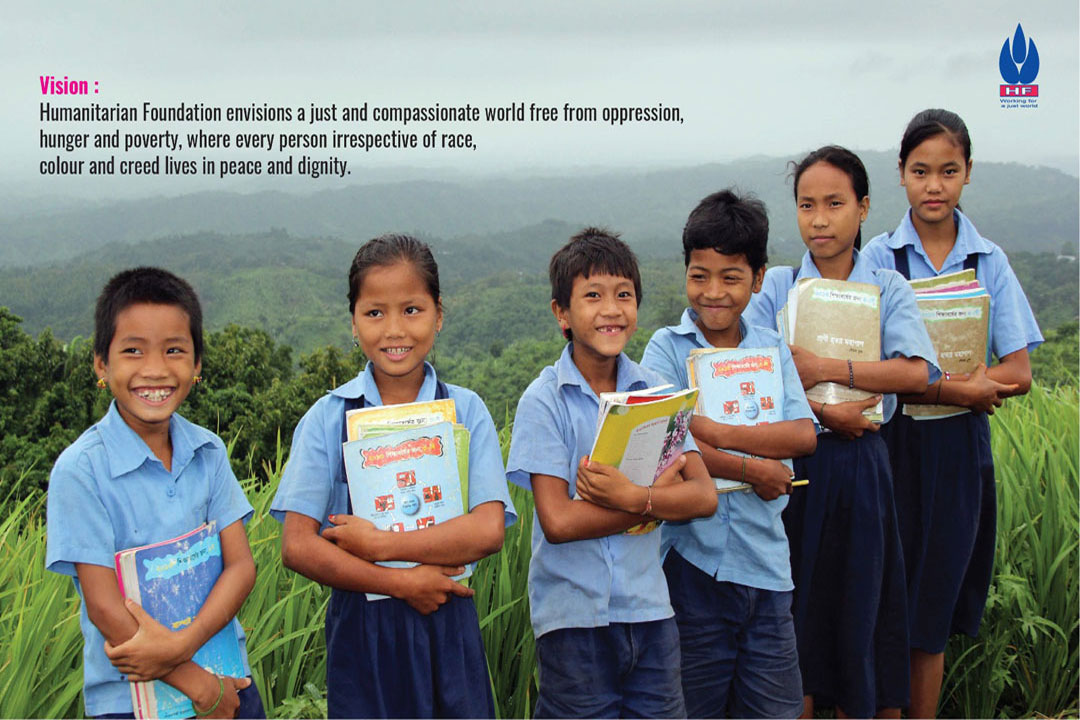 Vision :
Humanitarian Foundation envisions a just and compassionate world free from oppression,
hunger and poverty, where every person irrespective of race,
colour and creed lives in peace and dignity.
HF
Working for
a just world